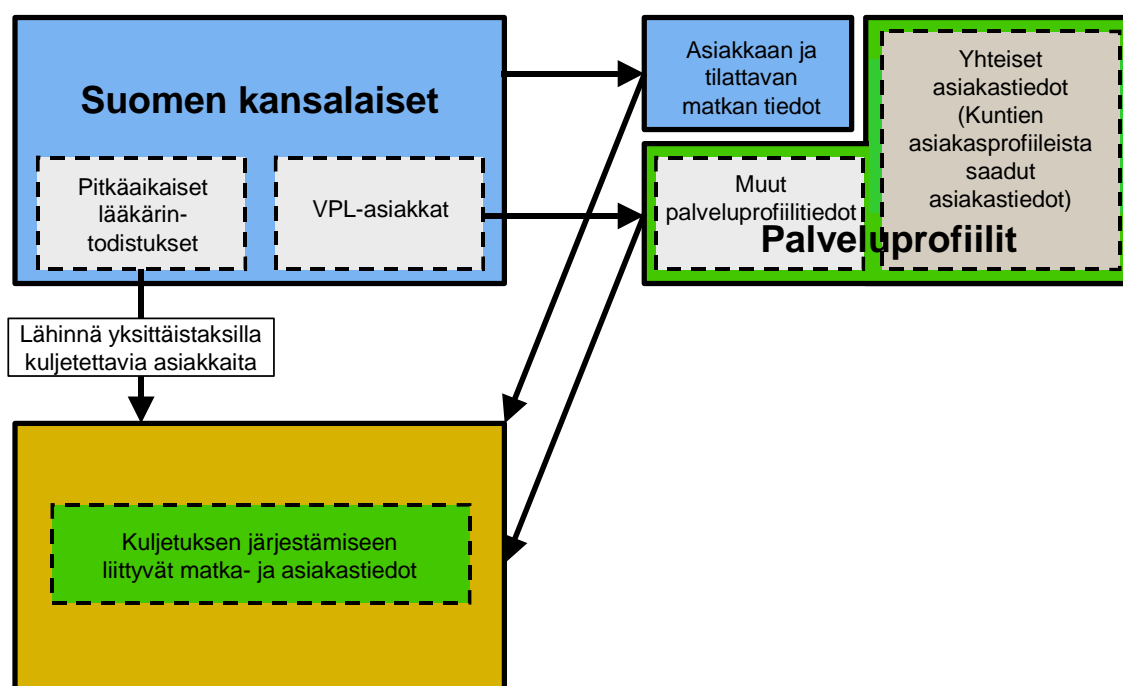 Suomen kansalaiset
Pitkäaikaiset
lääkärin-
todistukset
VPL-asiakkat
Asiakkaan ja
tilattavan
matkan tiedot
Yhteiset
asiakastiedot
(Kuntien
asiakasprofiileista
saadut
asiakastiedot)
Muut
palveluprofiilitiedot
Palveluprofiilit
Lähinnä yksittäistaksilla
kuljetettavia asiakkaita
Kuljetuksen järjestämiseen
liittyvät matka- ja asiakastiedot